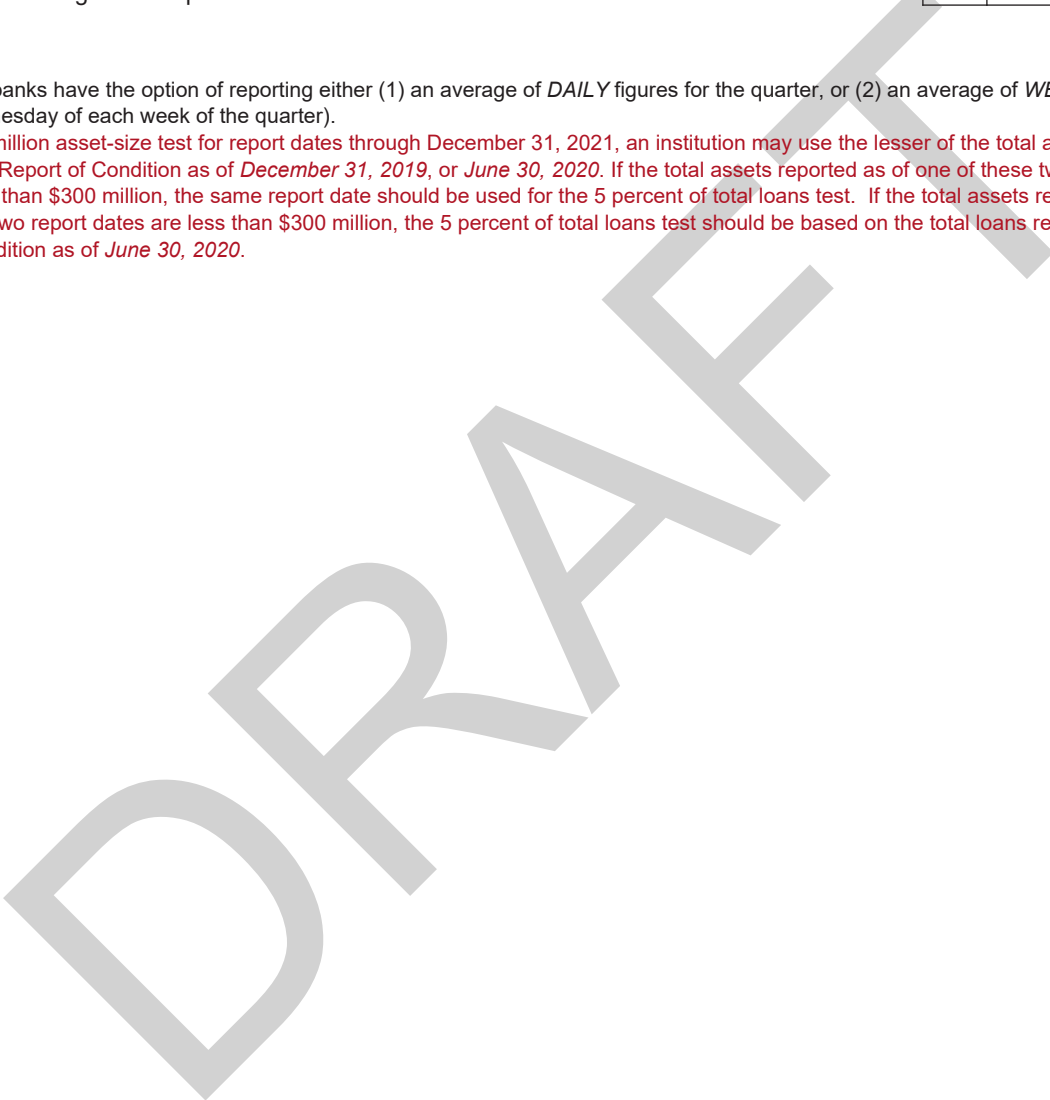 banks have the option of reporting either (1) an average of DAILY figures for the quarter, or (2) an average of WE
esday of each week of the quarter).
million asset-size test for report dates through December 31, 2021, an institution may use the lesser of the total a
Report of Condition as of December 31, 2019, or June 30, 2020. If the total assets reported as of one of these tw
than $300 million, the same report date should be used for the 5 percent of total loans test. If the total assets re
wo report dates are less than $300 million, the 5 percent of total loans test should be based on the total loans re
dition as of June 30, 2020.
DRAFT